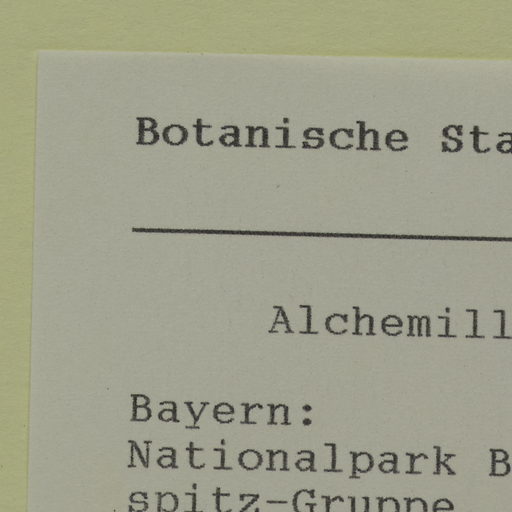 Botanische Sta
Alchemill
Bayern:
Nationalpark B
spitz-Gruppe